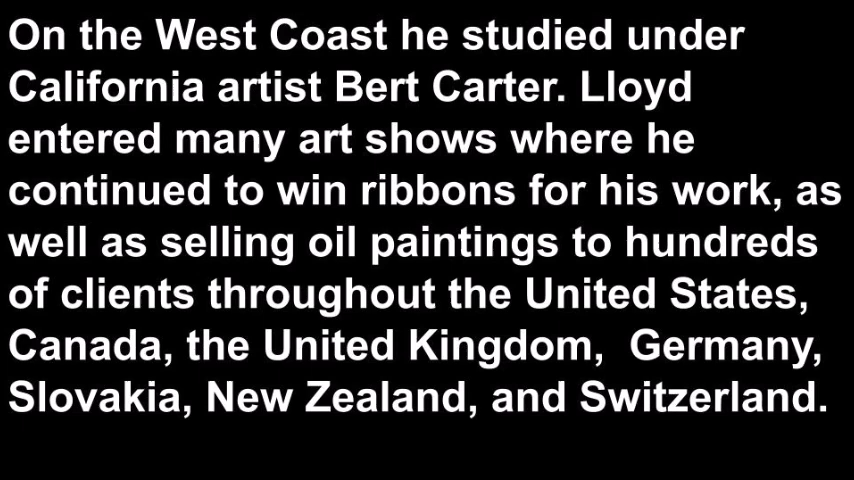 On the West Coast he studied under
California artist Bert Carter. Lloyd
entered many art shows where he
continued to win ribbons for his work, as
well as selling oil paintings to hundreds
of clients throughout the United States,
Canada, the United Kingdom,  Germany,
Slovakia, New Zealand, and Switzerland.